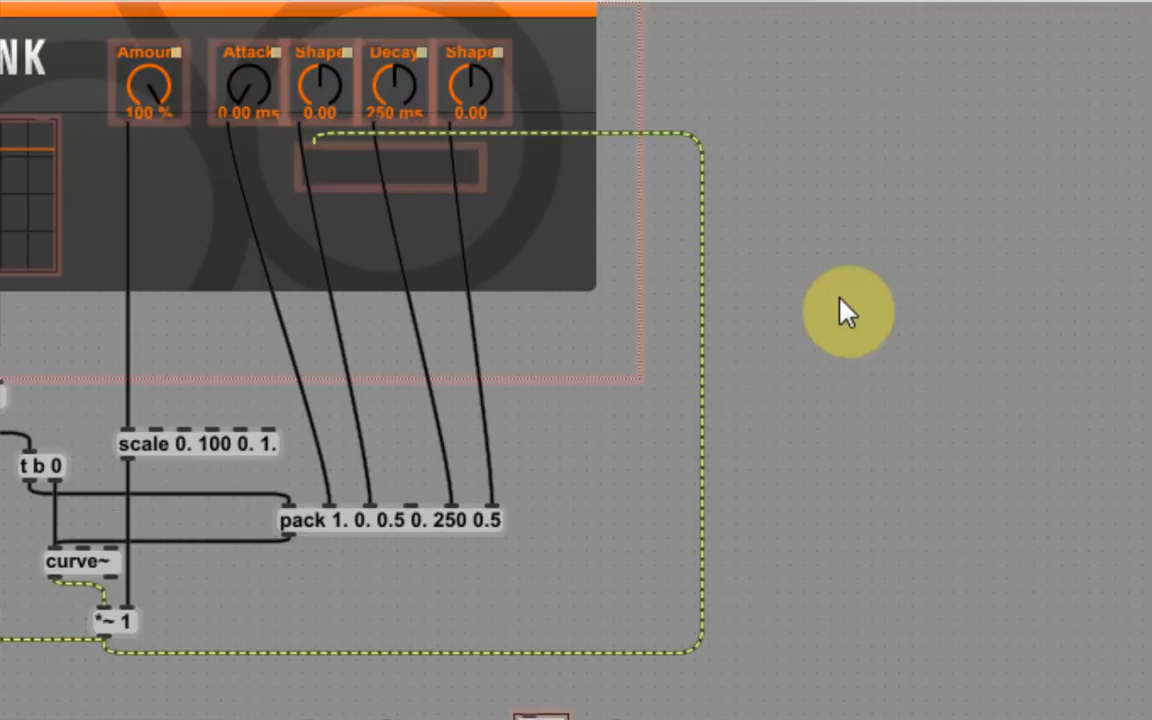 NK
Amount Attack Shape Decay Shape
100 % 0.00 ms 0.00 250 ms 0.00
scale 0. 100 0. 1.
t b 0
pack 1. 0. 0.5 0. 250 0.5
curve~
*~ 1